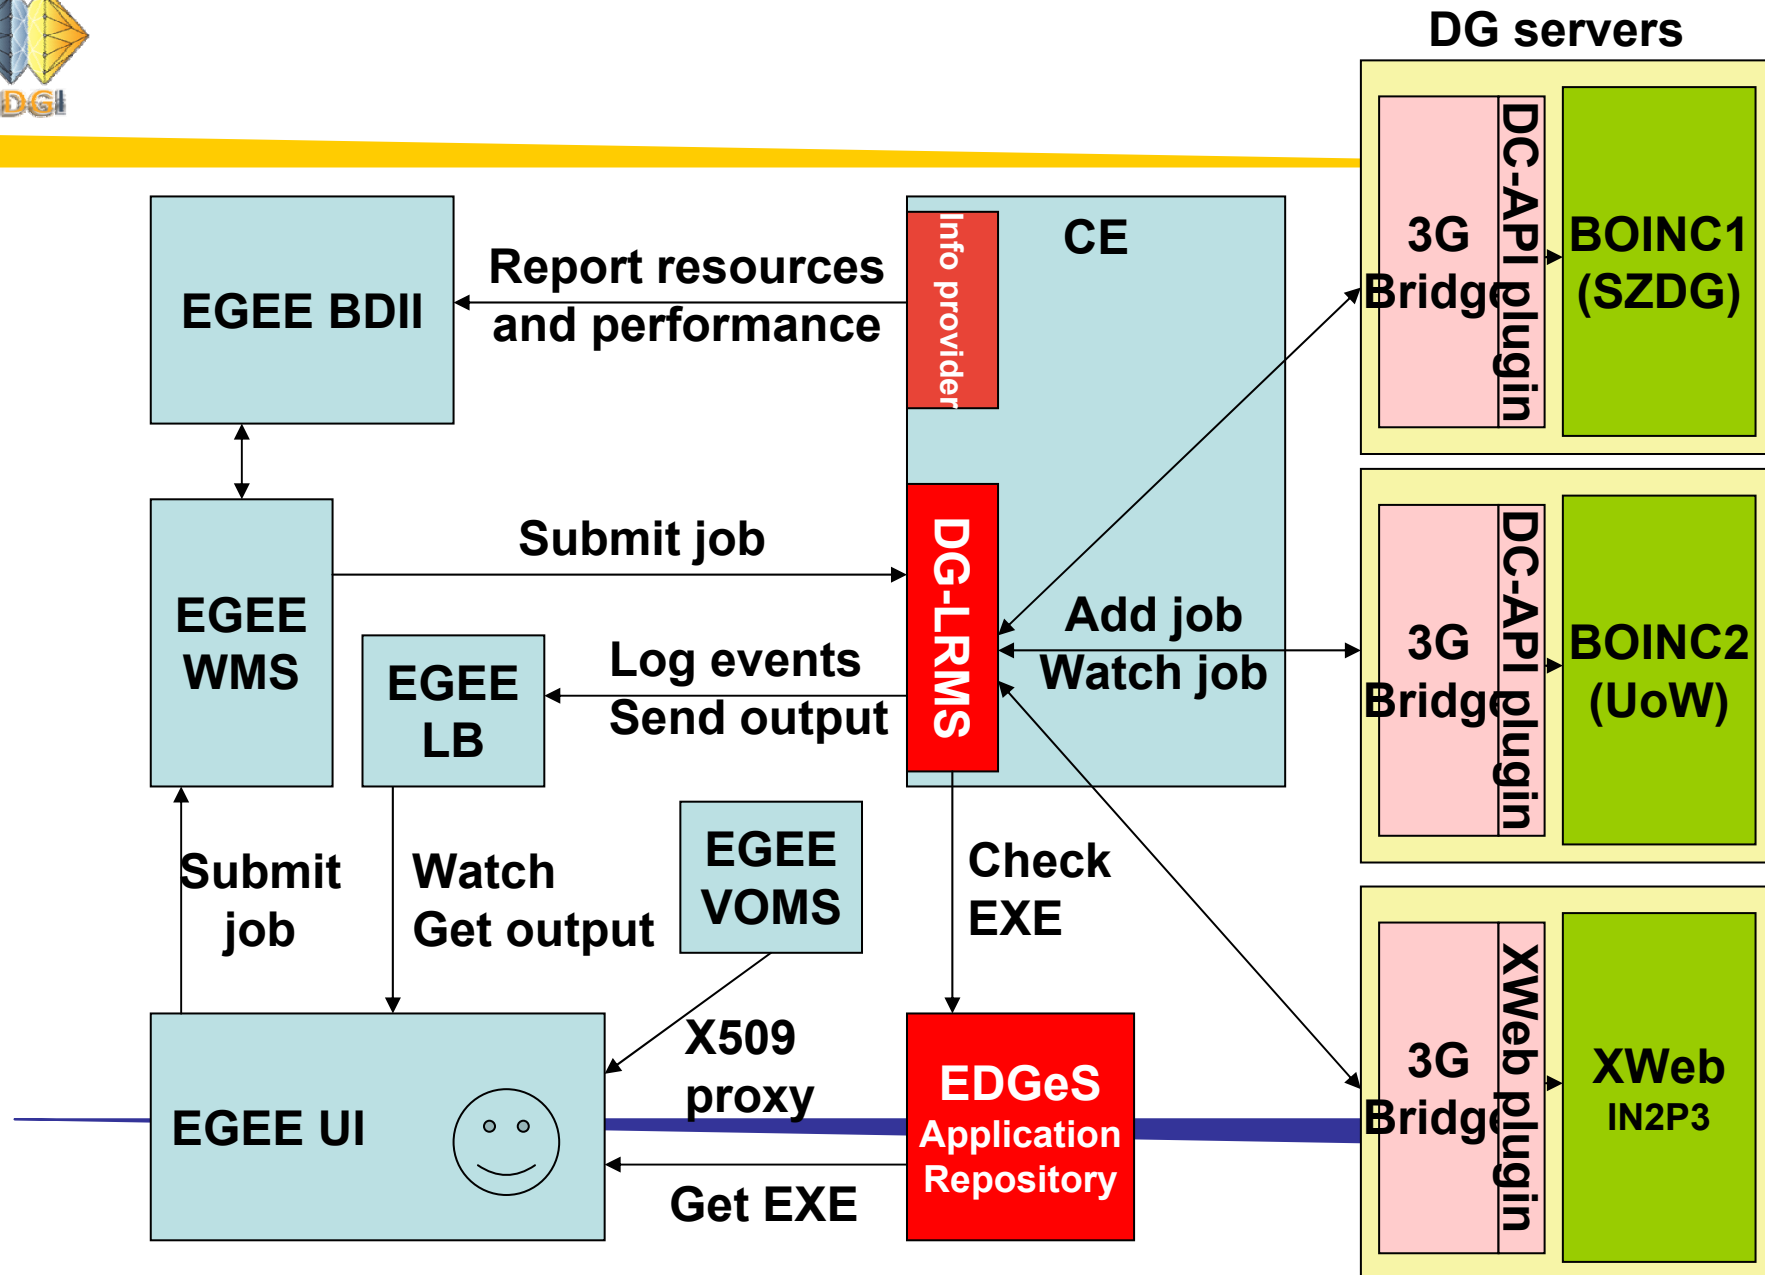 DGI
DG servers
3G
Bridge
DC-API plugin
BOINC1
(SZDG)
EGEE BDII
Report resources
and performance
Info provider
CE
EGEE
WMS
Submit job
DG-LRMS
Add job
Watch job
3G
Bridge
DC-API plugin
BOINC2
(UoW)
EGEE
LB
Log events
Send output
Submit
job
Watch
Get output
EGEE
VOMS
Check
EXE
X509
proxy
EGEE UI
EDGeS
Application
Repository
Get EXE
3G
Bridge
XWeb plugin
XWeb
IN2P3